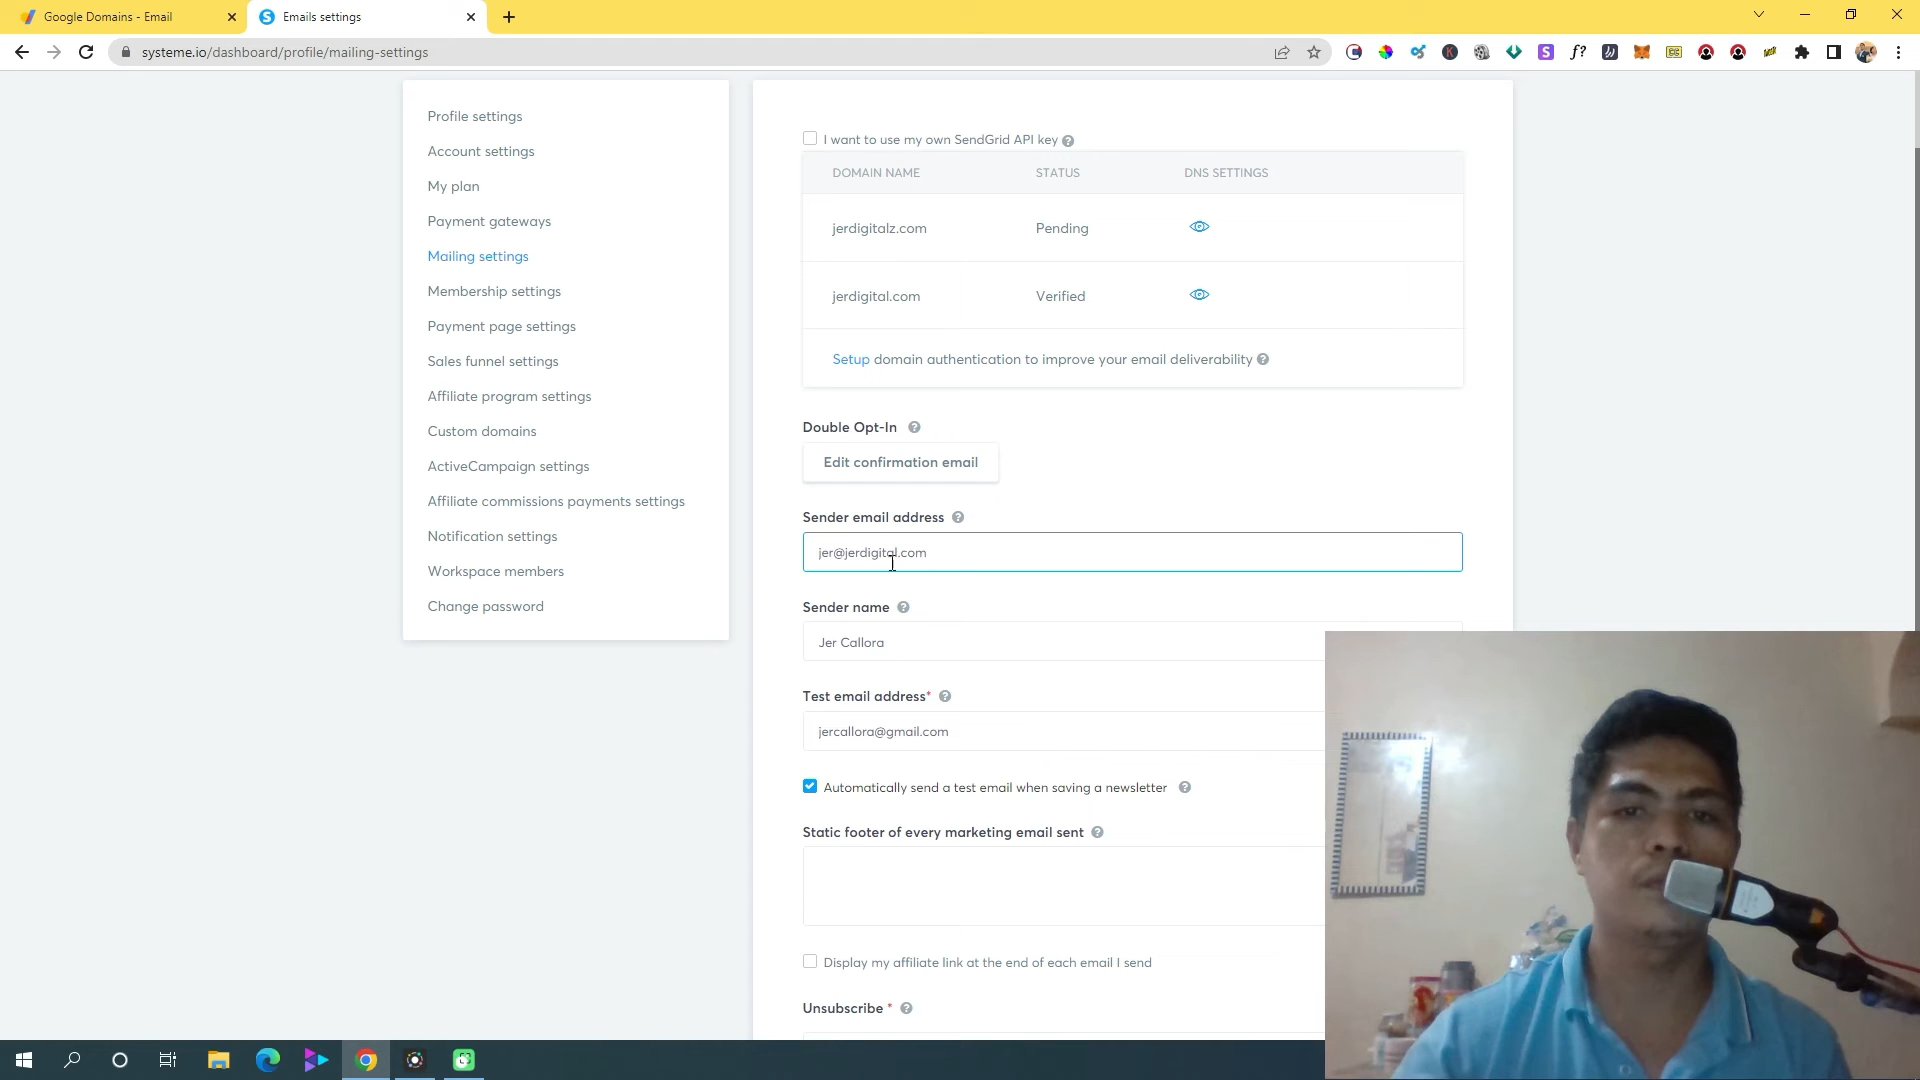 Google Domains - Email
Emails settings
systeme.io/dashboard/profile/mailing-settings
Profile settings
Account settings
My plan
Payment gateways
Mailing settings
Membership settings
Payment page settings
Sales funnel settings
Affiliate program settings
Custom domains
ActiveCampaign settings
Affiliate commissions payments settings
Notification settings
Workspace members
Change password
I want to use my own SendGrid API key
DOMAIN NAME STATUS DNS SETTINGS
jerdigitalz.com Pending
jerdigital.com Verified
Setup domain authentication to improve your email deliverability
Double Opt-In
Edit confirmation email
Sender email address
jer@jerdigital.com
Sender name
Jer Callora
Test email address*
jercallora@gmail.com
Automatically send a test email when saving a newsletter
Static footer of every marketing email sent
Display my affiliate link at the end of each email I send
Unsubscribe *